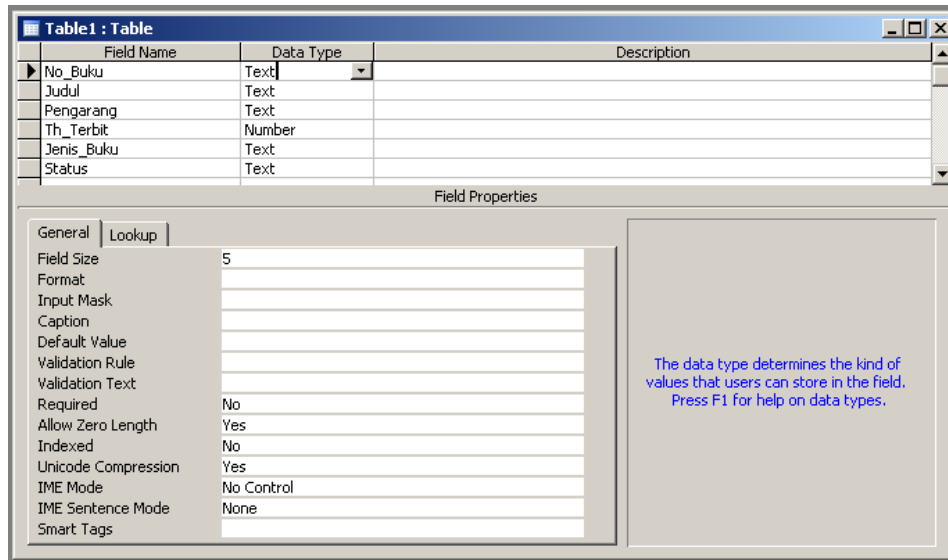 Table1 : Table
Field Name Data Type Description
No_Buku Text
Judul Text
Pengarang Text
Th_Terbit Number
Jenis_Buku Text
Status Text
Field Properties
General Lookup
Field Size 5
Format
Input Mask
Caption
Default Value
Validation Rule
Validation Text
Required No
Allow Zero Length Yes
Indexed No
Unicode Compression Yes
IME Mode No Control
IME Sentence Mode None
Smart Tags
The data type determines the kind of
values that users can store in the field.
Press F1 for help on data types.